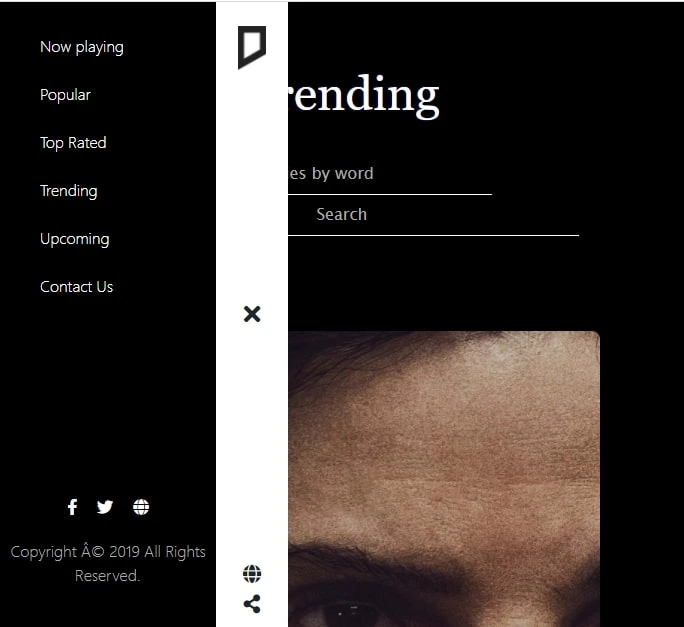 Now playing
Popular
Top Rated
Trending
Upcoming
Contact Us
Copyright Â© 2019 All Rights
Reserved.
rending
es by word
Search